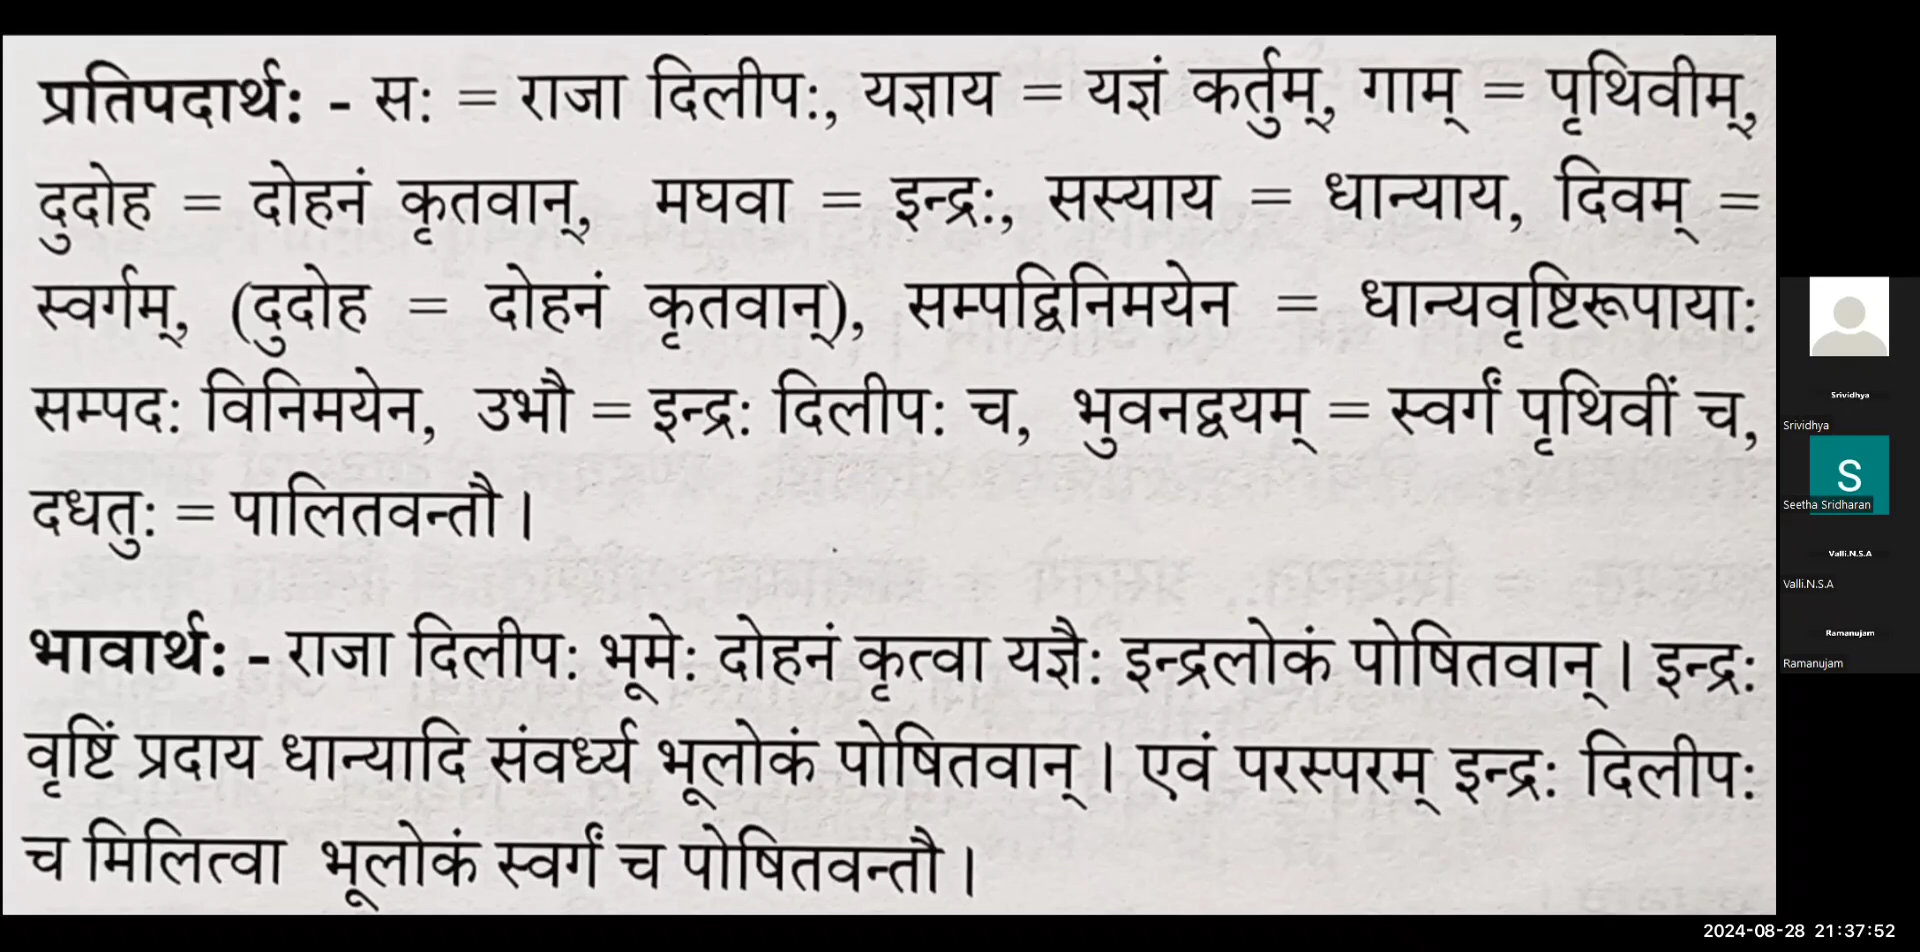 प्रतिपदार्थः - सः = राजा दिलीपः, यज्ञाय = यज्ञं कर्तुम्, गाम् = पृथिवीम्,
दुदोह = दोहनं कृतवान्, मघवा = इन्द्रः, सस्याय = धान्याय, दिवम् =
स्वर्गम्, (दुदोह = दोहनं कृतवान्), सम्पद्विनिमयेन = धान्यवृष्टिरूपायाः
सम्पदः विनिमयेन, उभौ = इन्द्रः दिलीपः च, भुवनद्वयम् = स्वर्गं पृथिवीं च,
दधतुः = पालितवन्तौ।
भावार्थः - राजा दिलीपः भूमेः दोहनं कृत्वा यज्ञैः इन्द्रलोकं पोषितवान्। इन्द्रः
वृष्टिं प्रदाय धान्यादि संवर्ध्य भूलोकं पोषितवान्। एवं परस्परम् इन्द्रः दिलीपः
च मिलित्वा भूलोकं स्वर्गं च पोषितवन्तौ।
Srividhya
Srividhya
S
Seetha Sridharan
Valli.N.S.A
Valli.N.S.A
Ramanujam
Ramanujam
2024-08-28 21:37:52